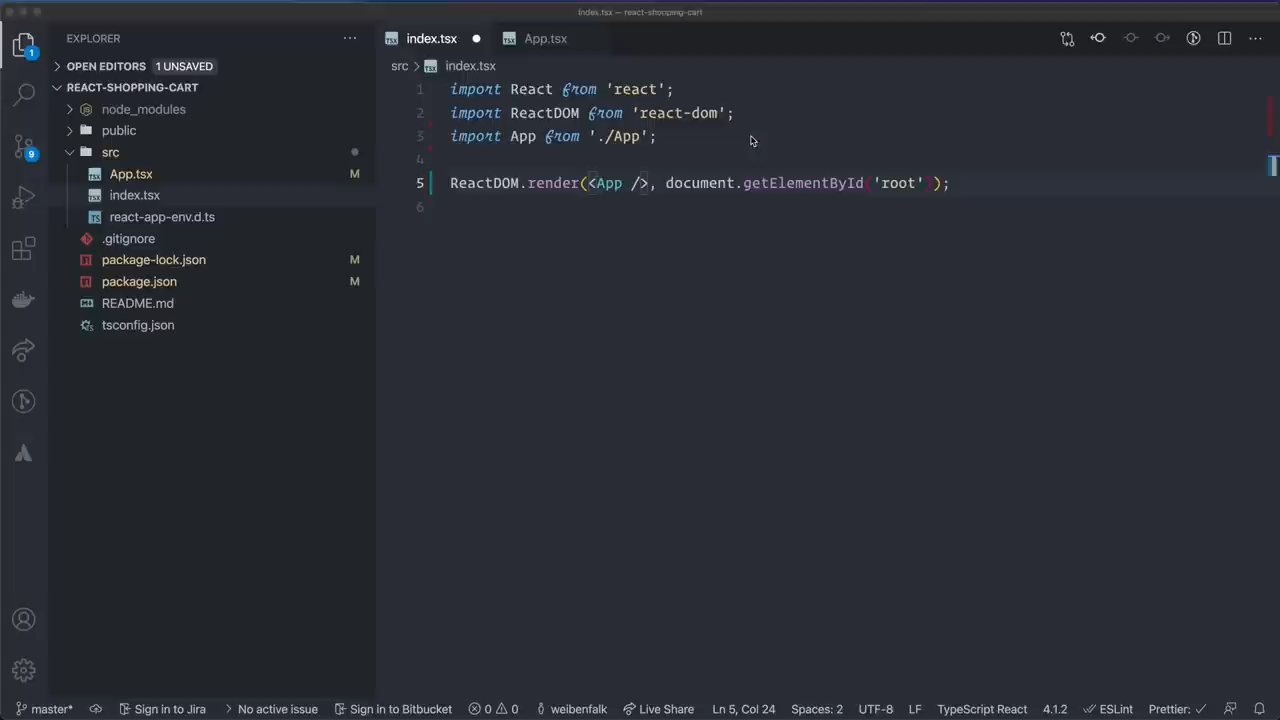 index.tsx — react-shopping-cart
EXPLORER
index.tsx
App.tsx
1
OPEN EDITORS 1 UNSAVED
src > index.tsx
REACT-SHOPPING-CART
node_modules
public
src
App.tsx M
index.tsx
react-app-env.d.ts
.gitignore
package-lock.json M
package.json M
README.md
tsconfig.json
9
1 import React from 'react';
2 import ReactDOM from 'react-dom';
3 import App from './App';
4
5 ReactDOM.render(<App />, document.getElementById('root'));
6
master* Sign in to Jira No active issue Sign in to Bitbucket 0 0 weibenfalk Live Share Ln 5, Col 24 Spaces: 2 UTF-8 LF TypeScript React 4.1.2 ESLint Prettier: